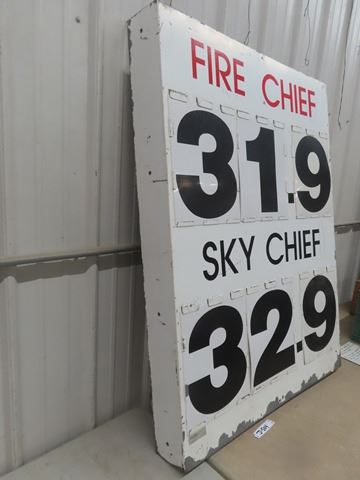 FIRE CHIEF
31.9
SKY CHIEF
32.9